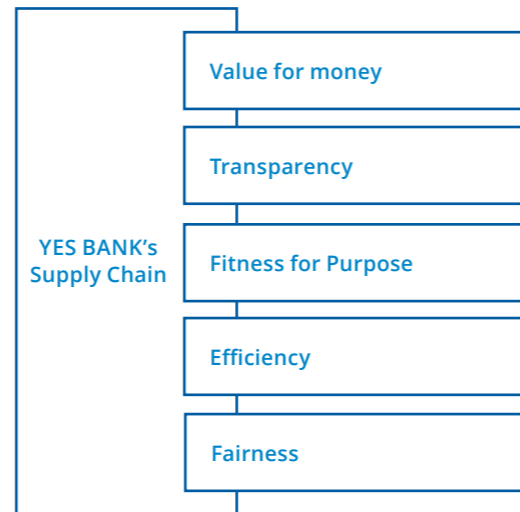 Value for money
Transparency
YES BANK’s
Supply Chain
Fitness for Purpose
Efficiency
Fairness